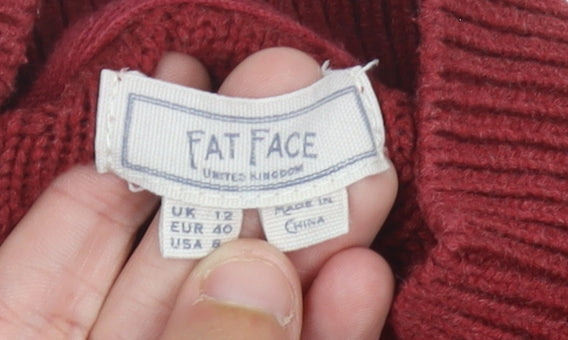 FAT FACE
UNITED KINGDOM
UK 12
EUR 40
USA 8
MADE IN
CHINA